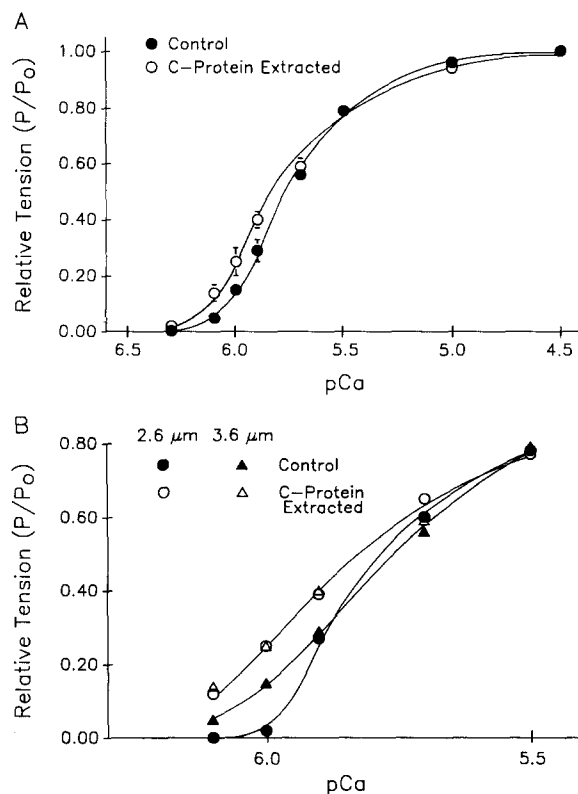 A
Control
C-Protein Extracted
1.00
0.80
0.60
0.40
0.20
0.00
Relative Tension (P/Po)
6.5
6.0
5.5
5.0
4.5
pCa
B
2.6 μm
3.6 μm
Control
C-Protein
Extracted
0.80
0.60
0.40
0.20
0.00
Relative Tension (P/Po)
6.0
5.5
pCa